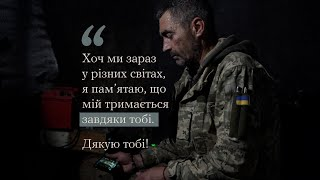 “
Хоч ми зараз
у різних світах,
я пам'ятаю, що
мій тримається
завдяки тобі.
Дякую тобі!